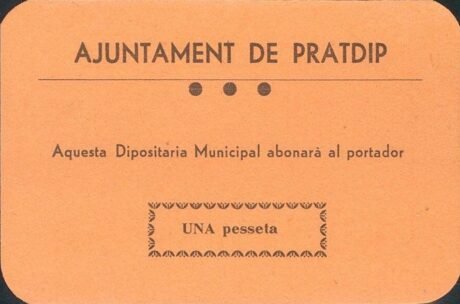 AJUNTAMENT DE PRATDIP
Aquesta Dipositaria Municipal abonarà al portador
UNA pesseta